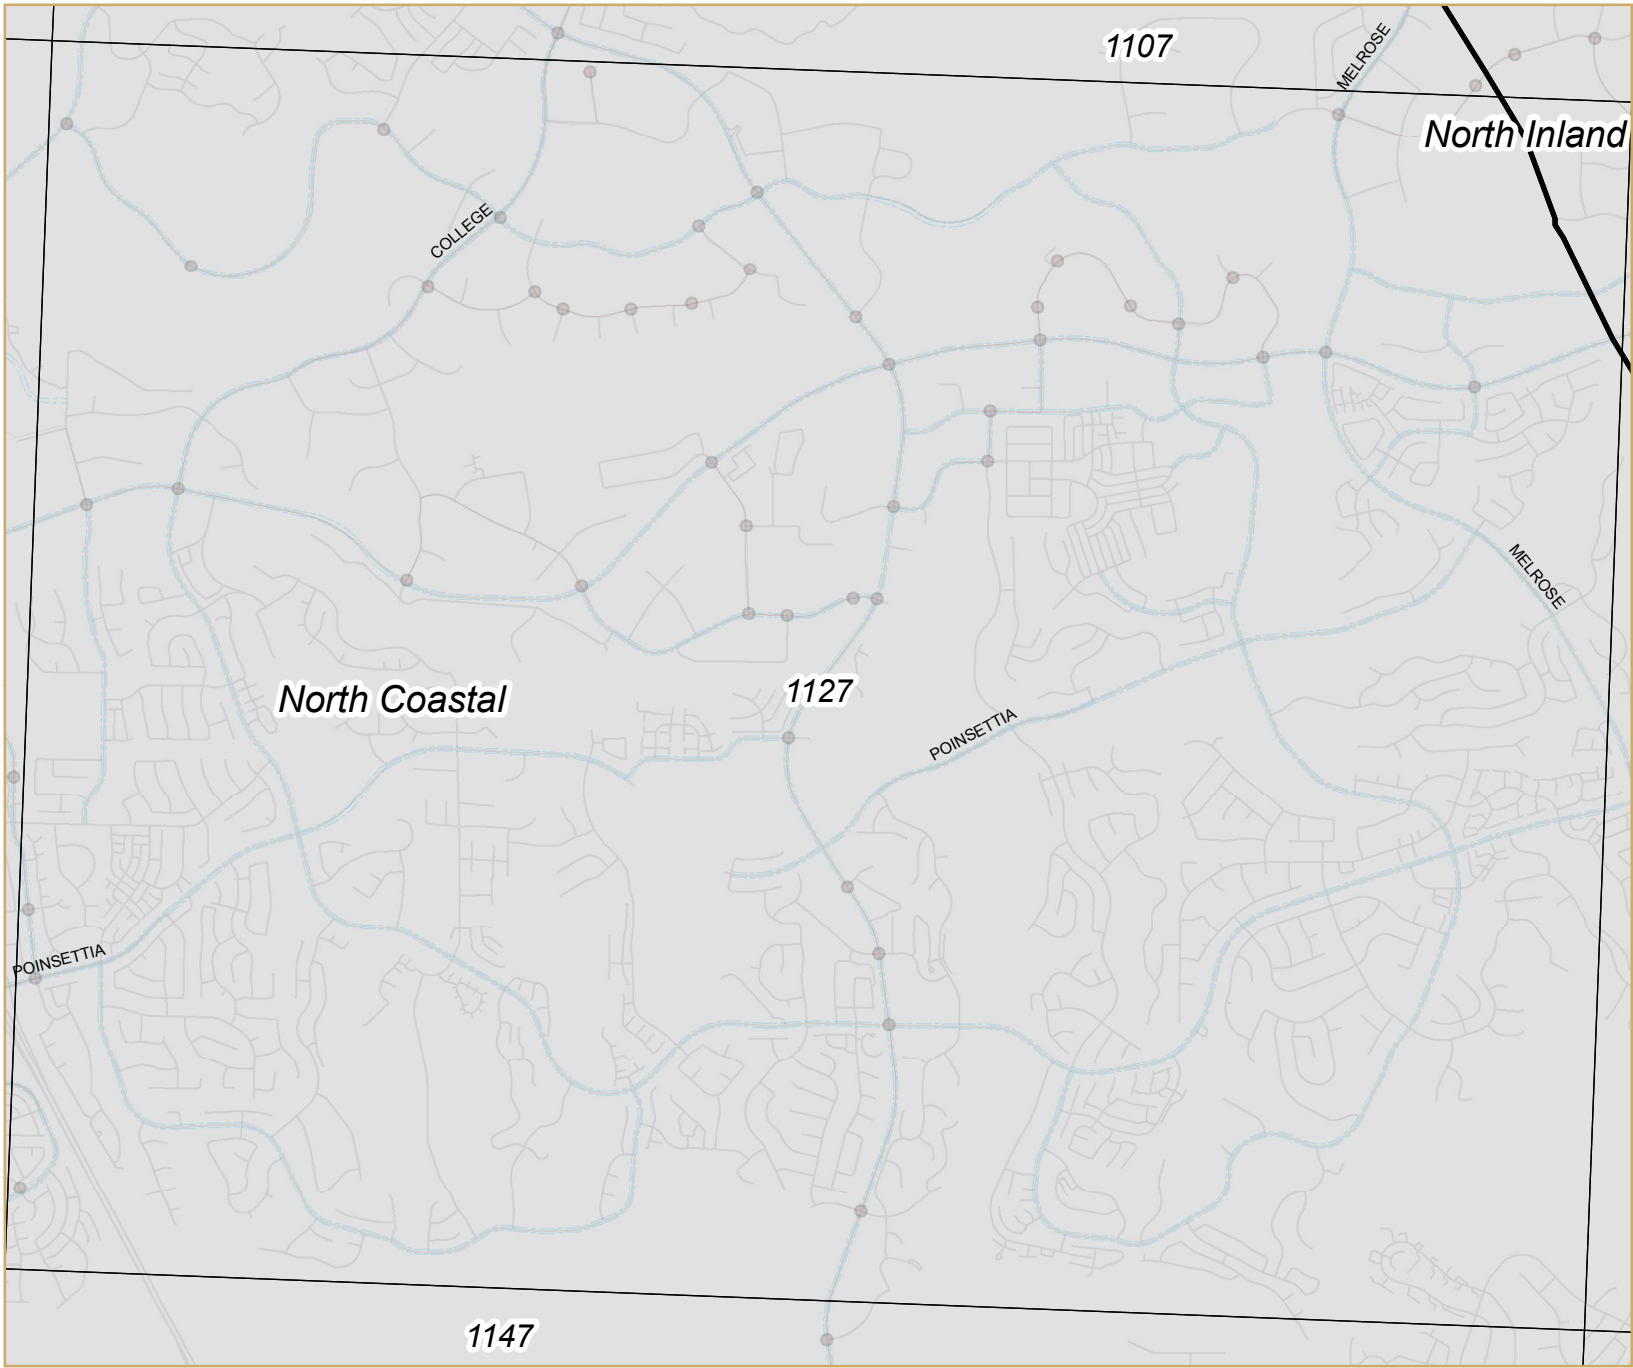 1107
MELROSE
North Inland
COLLEGE
MELROSE
North Coastal
1127
POINSETTIA
POINSETTIA
1147